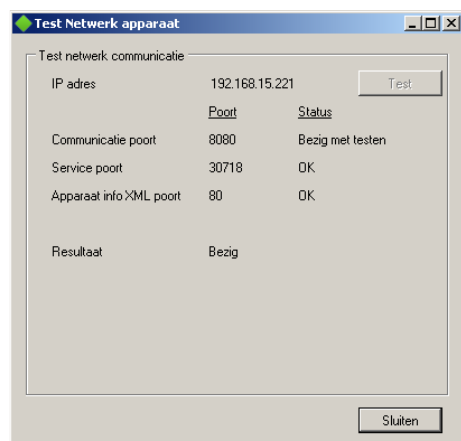 Test Netwerk apparaat
Test netwerk communicatie
IP adres 192.168.15.221 Test
Poort Status
Communicatie poort 8080 Bezig met testen
Service poort 30718 OK
Apparaat info XML poort 80 OK
Resultaat Bezig
Sluiten